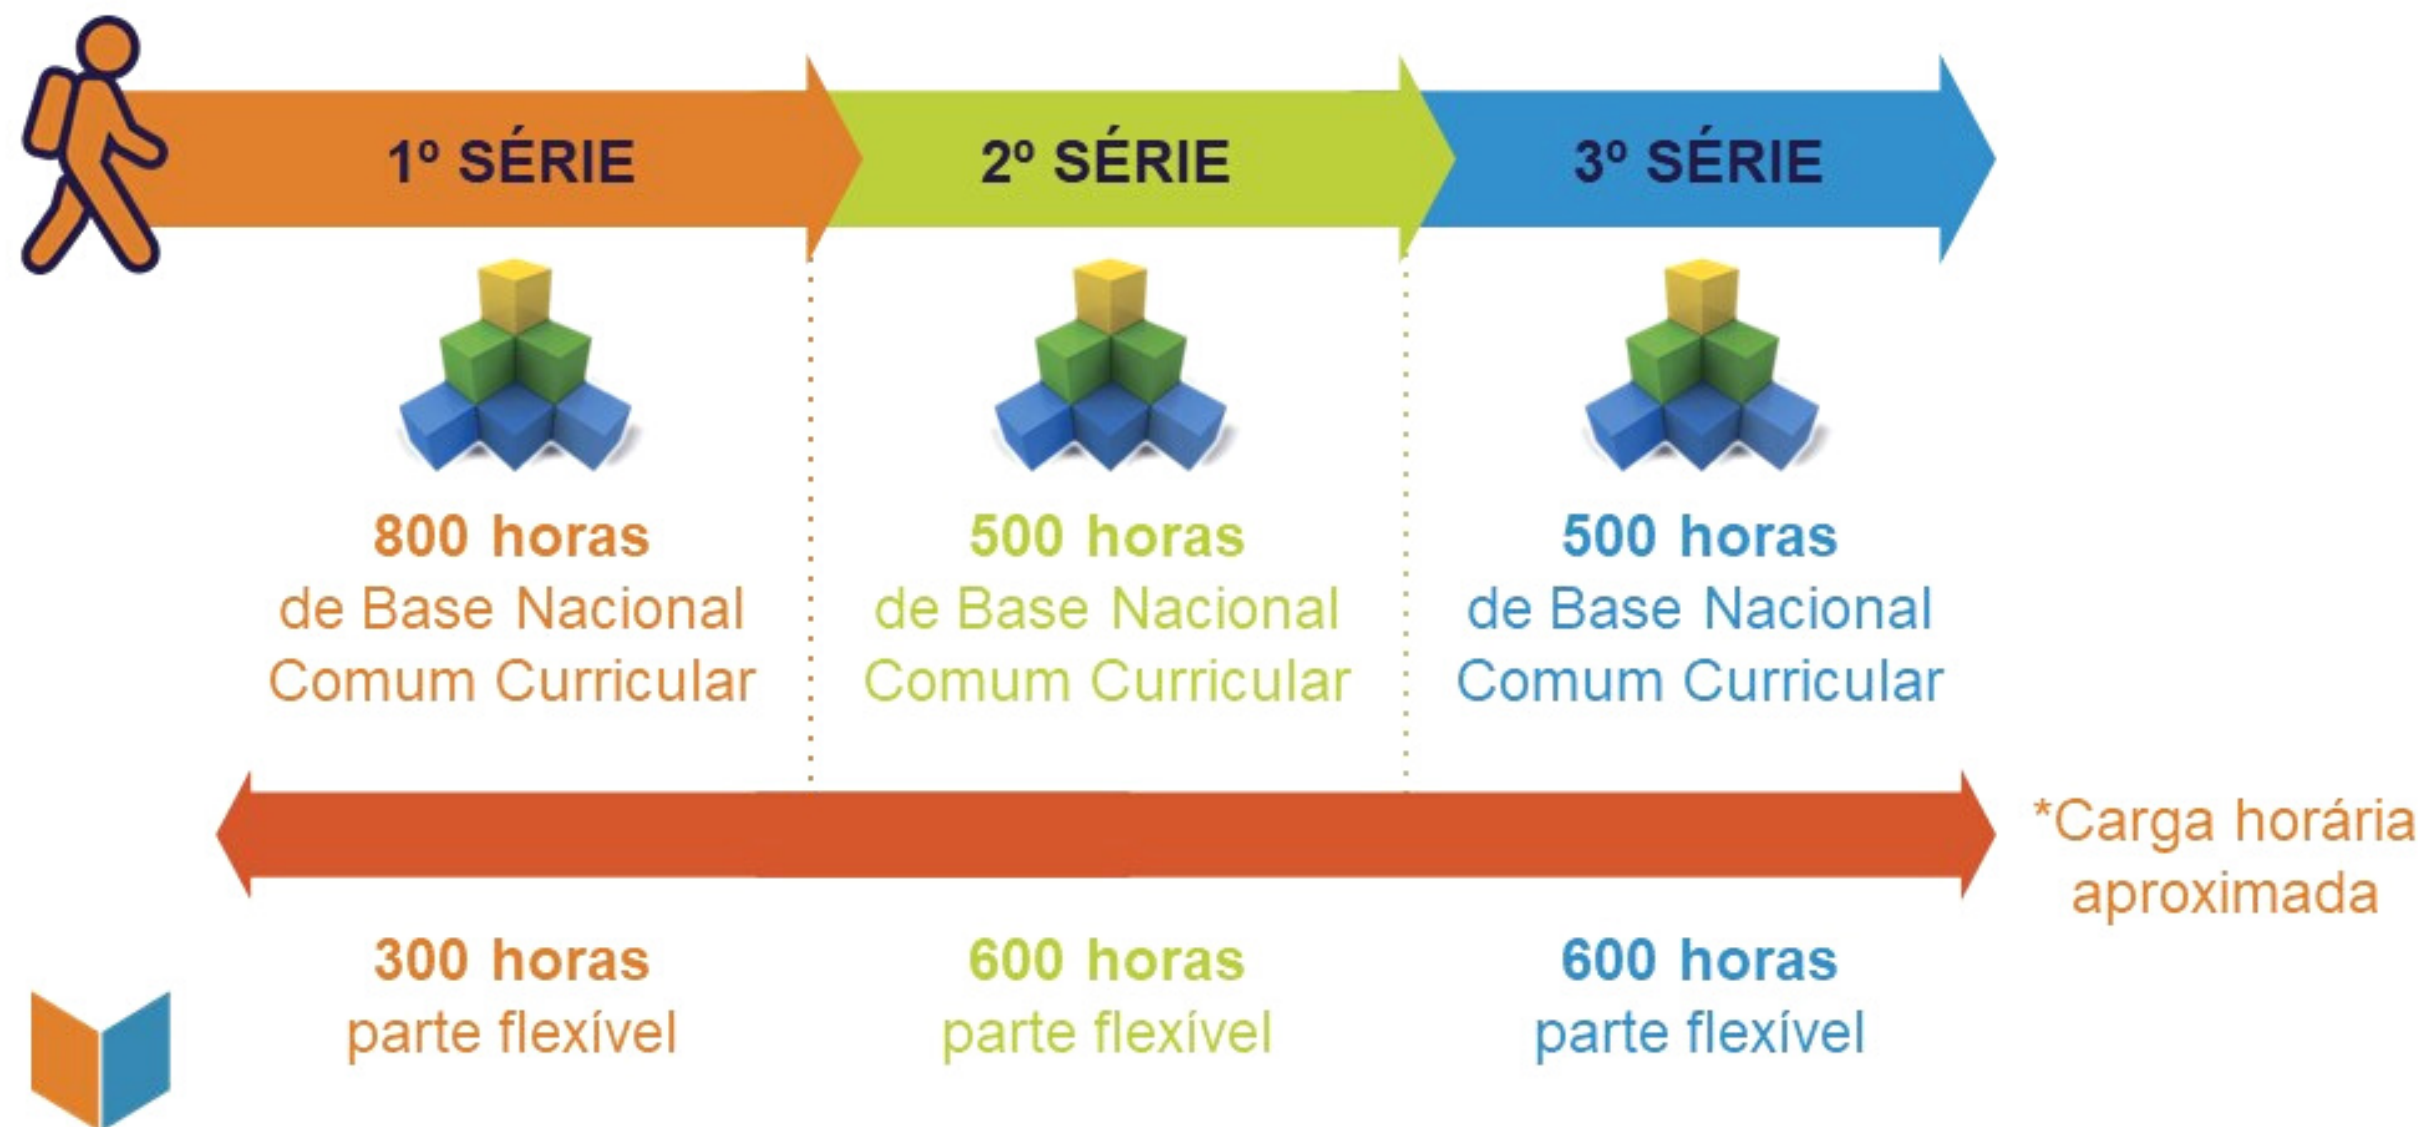 1º SÉRIE
2º SÉRIE
3º SÉRIE
800 horas
de Base Nacional
Comum Curricular
500 horas
de Base Nacional
Comum Curricular
500 horas
de Base Nacional
Comum Curricular
*Carga horária
aproximada
300 horas
parte flexível
600 horas
parte flexível
600 horas
parte flexível